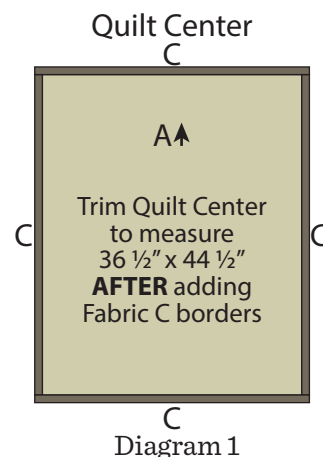 Quilt Center
C
A
Trim Quilt Center
to measure
C
C
36 ½” x 44 ½”
AFTER adding
Fabric C borders
C
Diagram 1